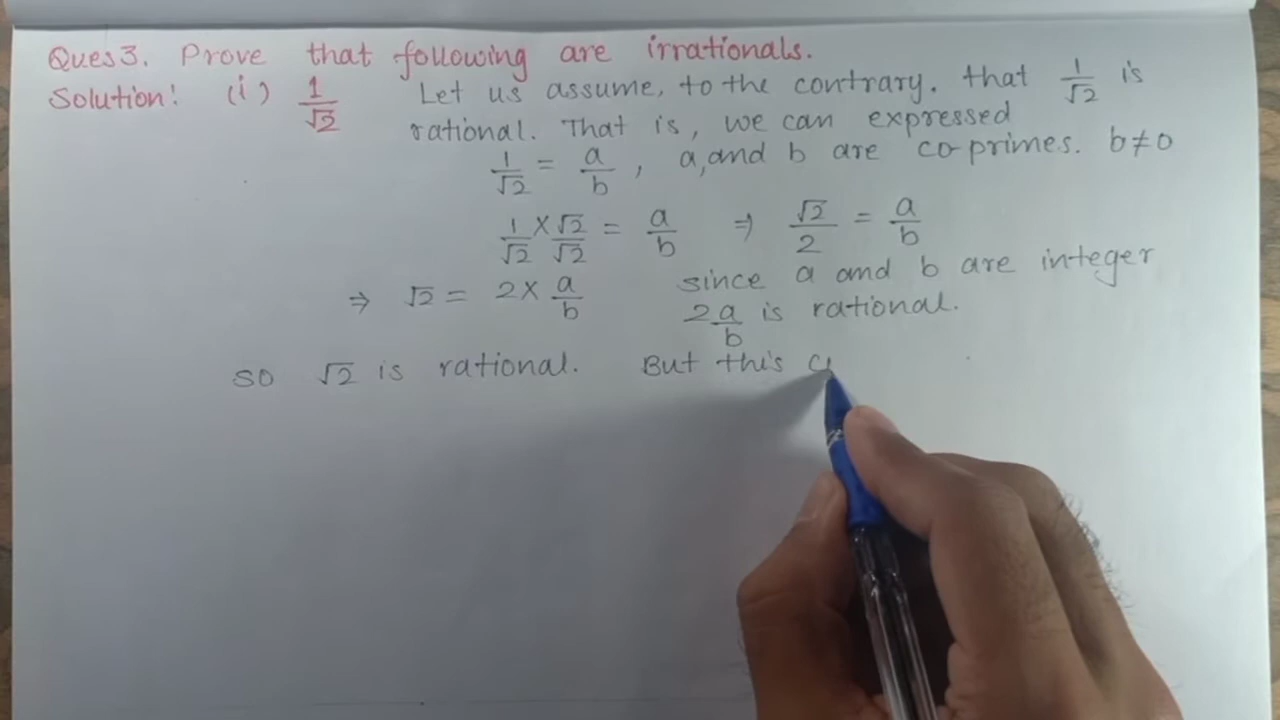 Ques 3. Prove that following are irrationals.
Solution: (i) 1/√2 Let us assume, to the contrary. that 1/√2 is
rational. That is, we can expressed
1/√2 = a/b, a, and b are co primes. b≠0
1/√2 × √2/√2 = a/b ⇒ √2/2 = a/b
⇒ √2 = 2× a/b since a and b are integer
2a/b is rational.
so √2 is rational. But this